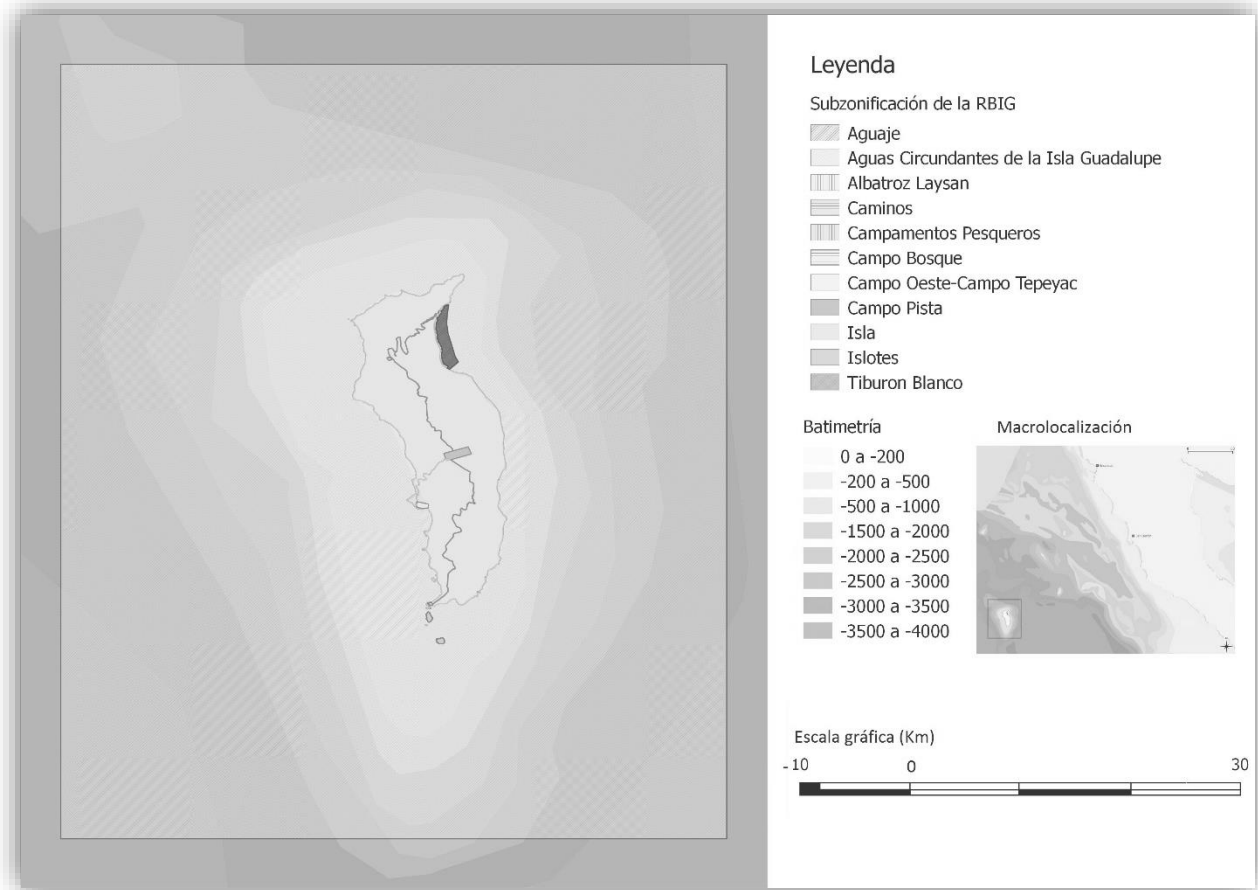 Leyenda
Subzonificación de la RBIG
Aguaje
Aguas Circundantes de la Isla Guadalupe
Albatroz Laysan
Caminos
Campamentos Pesqueros
Campo Bosque
Campo Oeste-Campo Tepeyac
Campo Pista
Isla
Islotes
Tiburon Blanco
Batimetría
0 a -200
-200 a -500
-500 a -1000
-1500 a -2000
-2000 a -2500
-2500 a -3000
-3000 a -3500
-3500 a -4000
Macrolocalización
Escala gráfica (Km)
-10 0 30